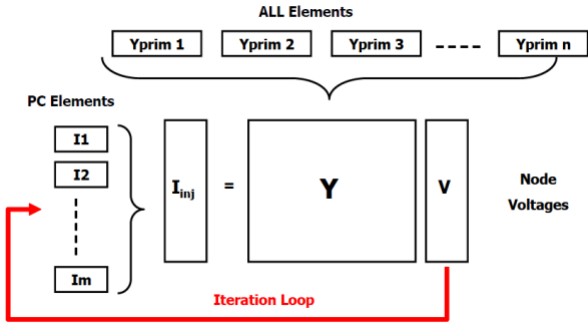 ALL Elements
Yprim 1 Yprim 2 Yprim 3 Yprim n
PC Elements
I1
I2
Im
Iinj = Y V
Node
Voltages
Iteration Loop